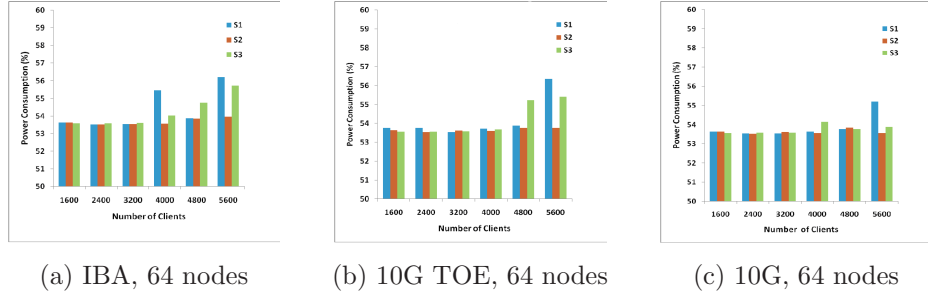 60
59
58
57
56
55
54
53
52
51
50
Power Consumption (%)
S1
S2
S3
1600 2400 3200 4000 4800 5600
Number of Clients
(a) IBA, 64 nodes
60
59
58
57
56
55
54
53
52
51
50
Power Consumption (%)
S1
S2
S3
1600 2400 3200 4000 4800 5600
Number of Clients
(b) 10G TOE, 64 nodes
60
59
58
57
56
55
54
53
52
51
50
Power Consumption (%)
S1
S2
S3
1600 2400 3200 4000 4800 5600
Number of Clients
(c) 10G, 64 nodes